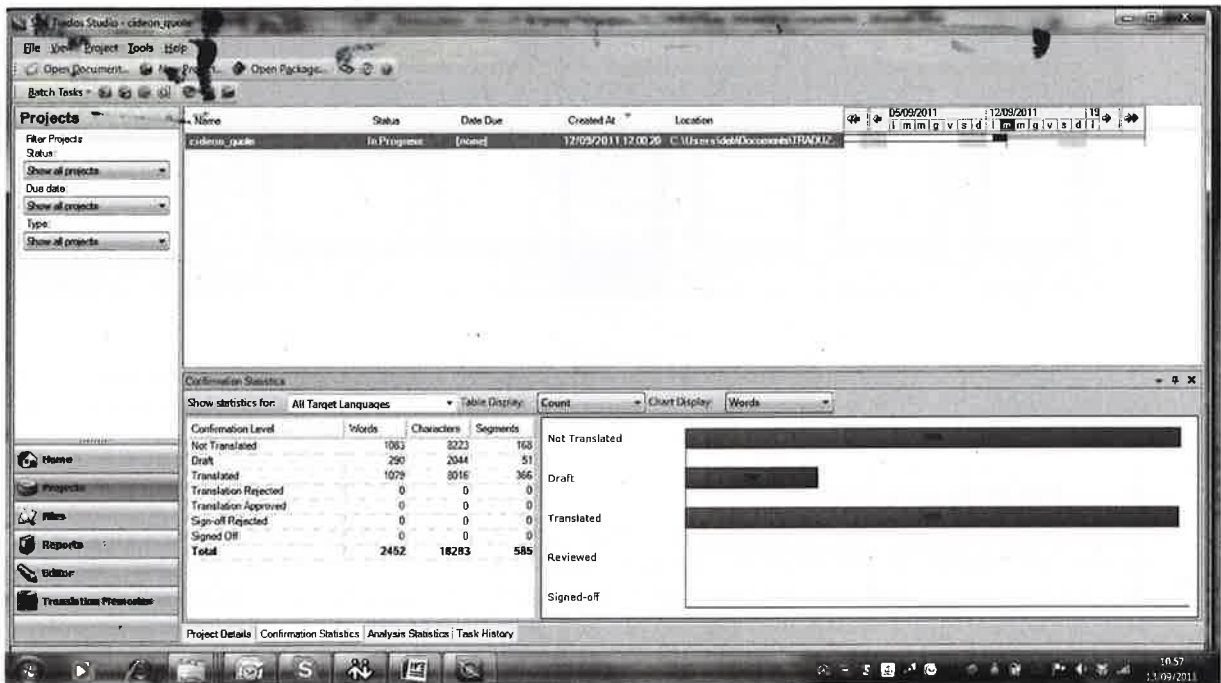 Trados Studio - cideon_quote
File View Project Tools Help
Open Document... New Project... Open Package...
Batch Tasks
Projects
Filter Projects
Status:
Show all projects
Due date:
Show all projects
Type:
Show all projects
Name Status Date Due Created At Location
05/09/2011 12/09/2011 19
l m m g v s d l m m g v s d l
cideon_quote In Progress [none] 12/09/2011 12.00.20 C:\Users\dell\Documents\TRADUZ...
Confirmation Statistics
Show statistics for: All Target Languages Table Display: Count Chart Display: Words
Confirmation Level Words Characters Segments
Not Translated 1083 8223 168
Draft 290 2044 51
Translated 1079 8016 366
Translation Rejected 0 0 0
Translation Approved 0 0 0
Sign-off Rejected 0 0 0
Signed Off 0 0 0
Total 2452 18283 585
Not Translated
Draft
Translated
Reviewed
Signed-off
Home
Projects
Files
Reports
Editor
Translation Memories
Project Details Confirmation Statistics Analysis Statistics Task History
10.57
13/09/2011